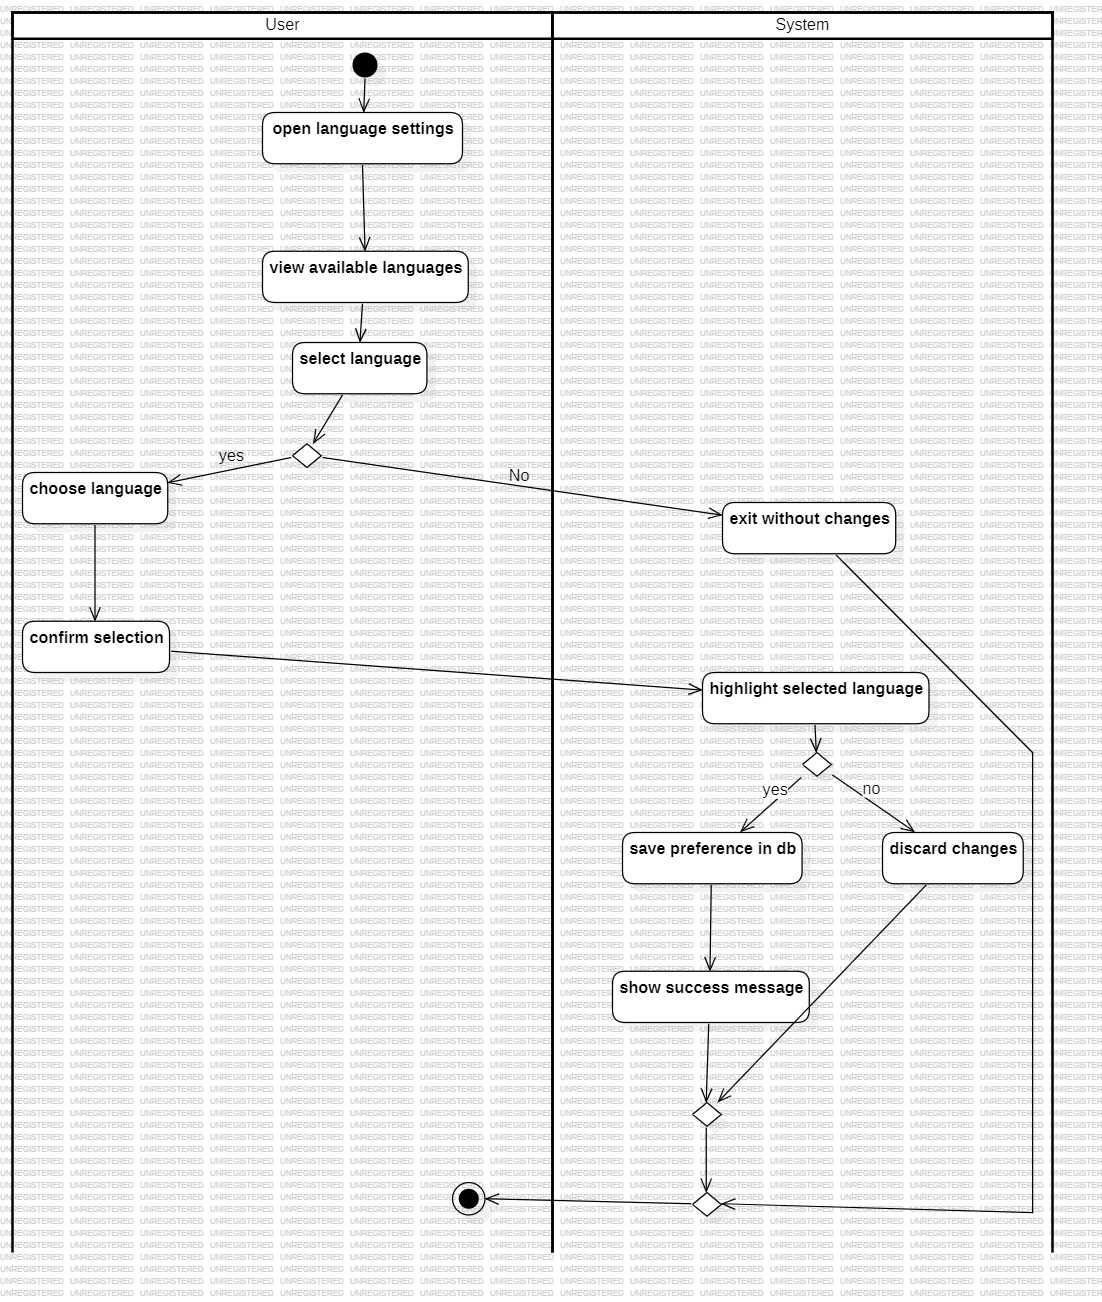 User
System
open language settings
view available languages
select language
yes
No
choose language
exit without changes
confirm selection
highlight selected language
yes
no
save preference in db
discard changes
show success message
UNREGISTERED